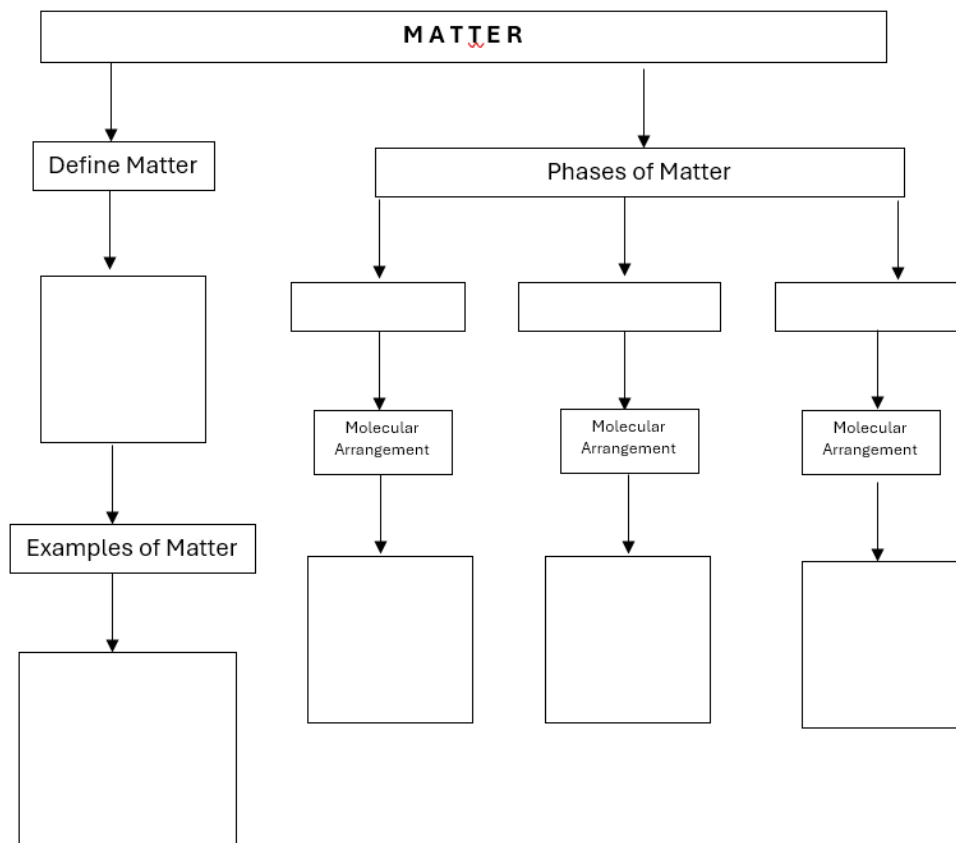 MATTER
Define Matter
Phases of Matter
Molecular
Arrangement
Molecular
Arrangement
Molecular
Arrangement
Examples of Matter